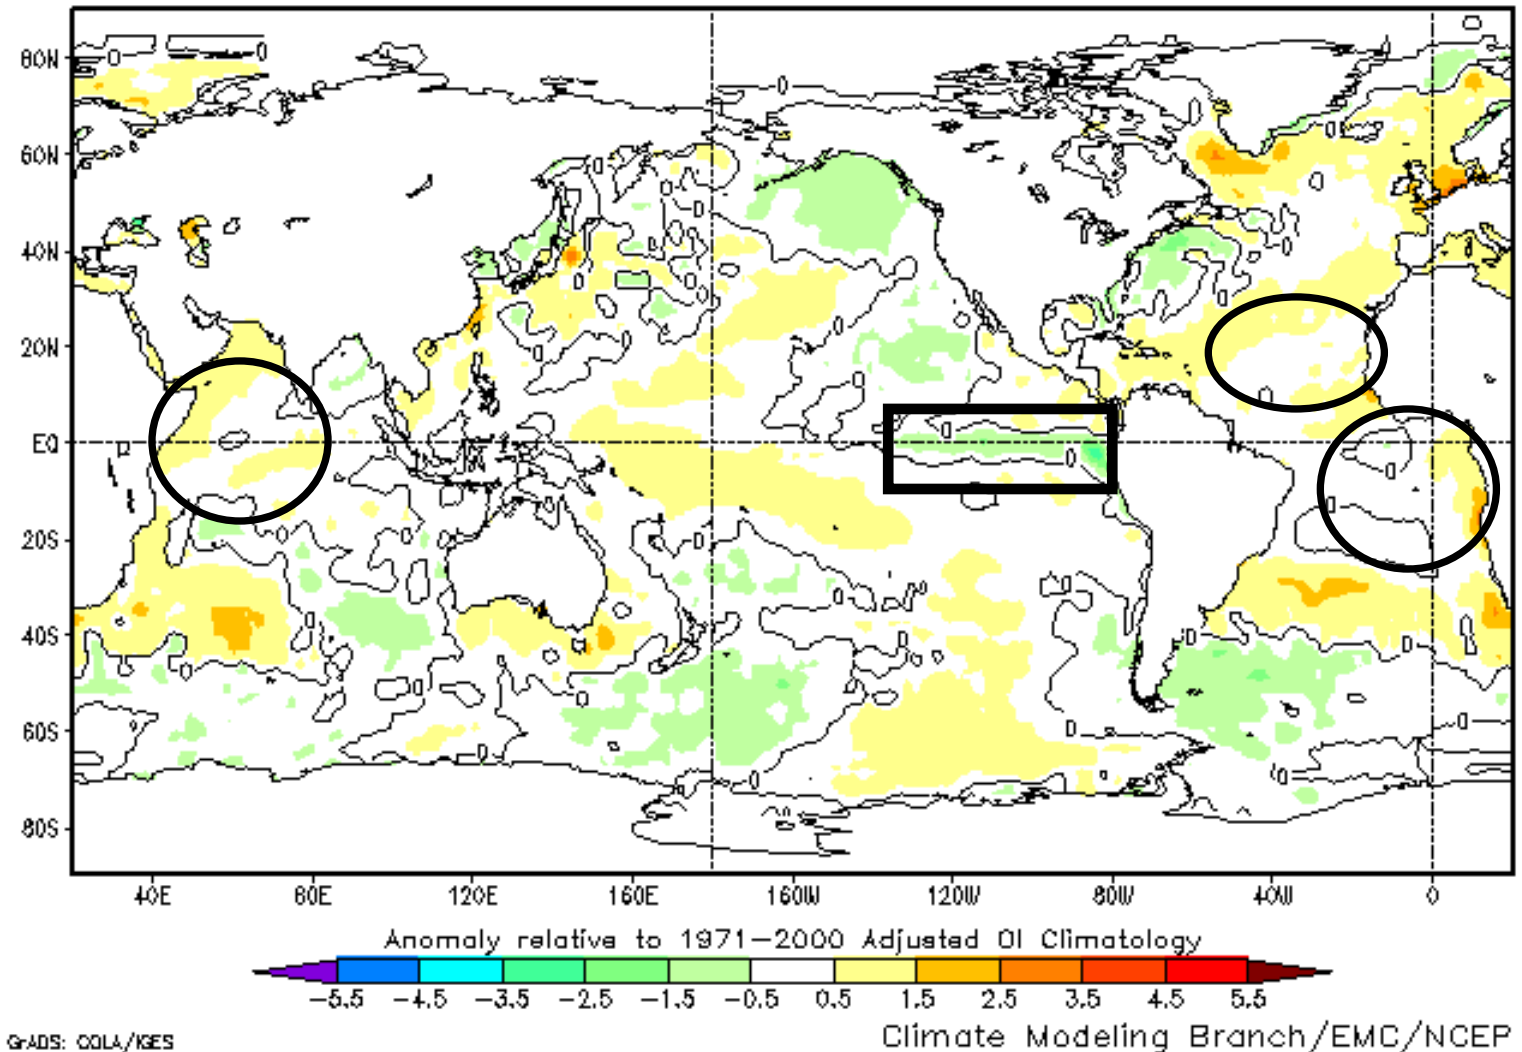 80N
60N
40N
20N
EQ
20S
40S
60S
80S
40E 80E 120E 160E 160W 120W 80W 40W 0
Anomaly relative to 1971-2000 Adjusted OI Climatology
-5.5 -4.5 -3.5 -2.5 -1.5 -0.5 0.5 1.5 2.5 3.5 4.5 5.5
GrADS: COLA/IGES
Climate Modeling Branch/EMC/NCEP